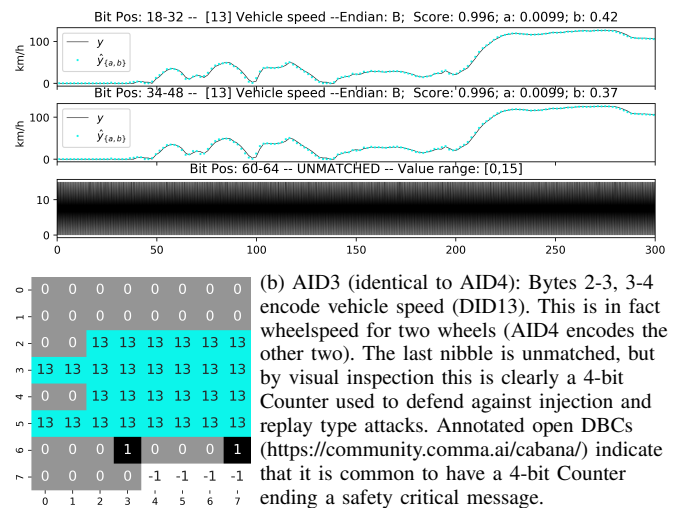 Bit Pos: 18-32 -- [13] Vehicle speed --Endian: B; Score: 0.996; a: 0.0099; b: 0.42
100
0
km/h
y
ŷ{a,b}
Bit Pos: 34-48 -- [13] Vehicle speed --Endian: B; Score: 0.996; a: 0.0099; b: 0.37
100
0
km/h
y
ŷ{a,b}
Bit Pos: 60-64 -- UNMATCHED -- Value range: [0,15]
10
0
0 50 100 150 200 250 300
0 0 0 0 0 0 0 0 0
1 0 0 0 0 0 0 0 0
2 0 0 13 13 13 13 13 13
3 13 13 13 13 13 13 13 13
4 0 0 13 13 13 13 13 13
5 13 13 13 13 13 13 13 13
6 0 0 0 1 0 0 0 1
7 0 0 0 0 -1 -1 -1 -1
0 1 2 3 4 5 6 7
(b) AID3 (identical to AID4): Bytes 2-3, 3-4
encode vehicle speed (DID13). This is in fact
wheelspeed for two wheels (AID4 encodes the
other two). The last nibble is unmatched, but
by visual inspection this is clearly a 4-bit
Counter used to defend against injection and
replay type attacks. Annotated open DBCs
(https://community.comma.ai/cabana/) indicate
that it is common to have a 4-bit Counter
ending a safety critical message.